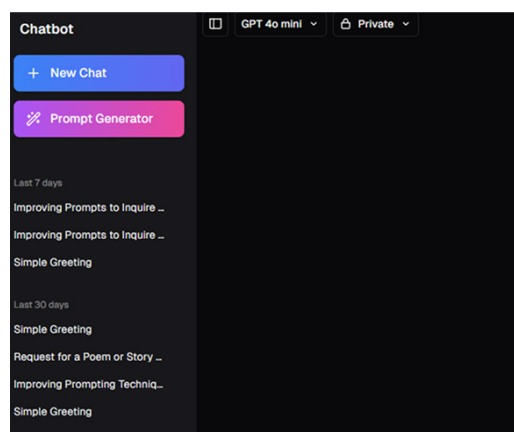 Chatbot
GPT 4o mini
Private
New Chat
Prompt Generator
Last 7 days
Improving Prompts to Inquire ...
Improving Prompts to Inquire ...
Simple Greeting
Last 30 days
Simple Greeting
Request for a Poem or Story ...
Improving Prompting Techniq...
Simple Greeting